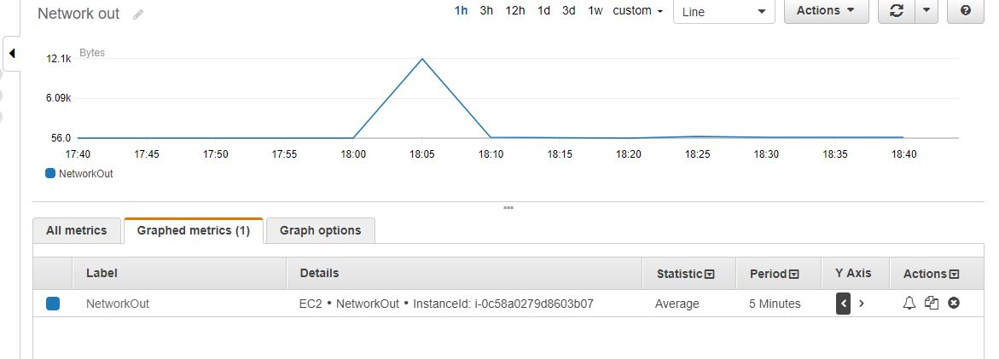 Network out
1h 3h 12h 1d 3d 1w custom Line Actions
Bytes
12.1k
6.09k
56.0
17:40 17:45 17:50 17:55 18:00 18:05 18:10 18:15 18:20 18:25 18:30 18:35 18:40
NetworkOut
All metrics Graphed metrics (1) Graph options
Label Details Statistic Period Y Axis Actions
NetworkOut EC2 • NetworkOut • InstanceId: i-0c58a0279d8603b07 Average 5 Minutes